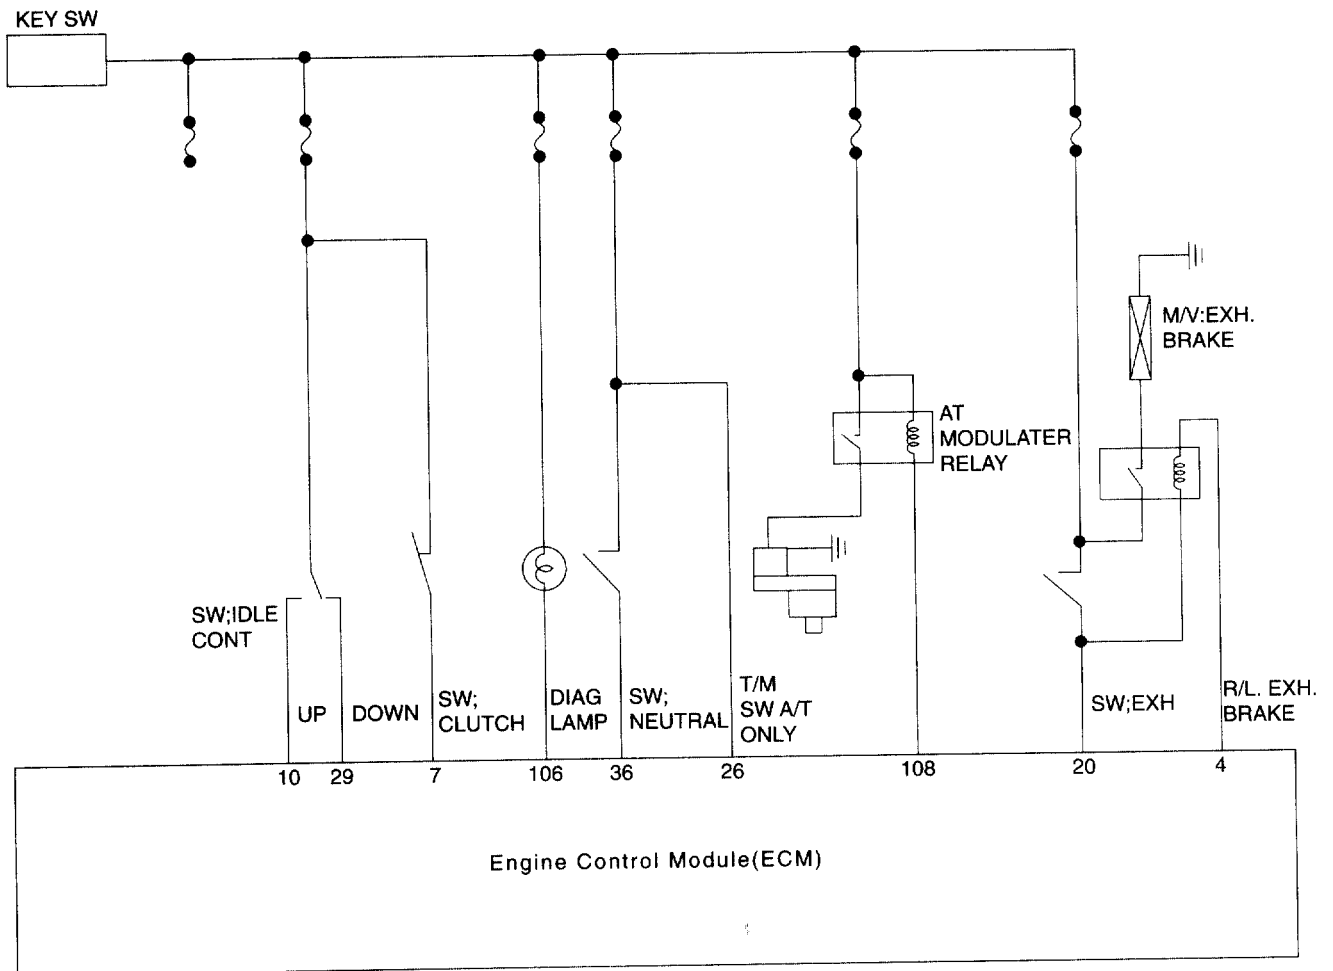 KEY SW
M/V:EXH.
BRAKE
AT
MODULATER
RELAY
SW;IDLE
CONT
UP
DOWN
SW;
CLUTCH
DIAG
LAMP
SW;
NEUTRAL
T/M
SW A/T
ONLY
SW;EXH
R/L. EXH.
BRAKE
10
29
7
106
36
26
108
20
4
Engine Control Module(ECM)